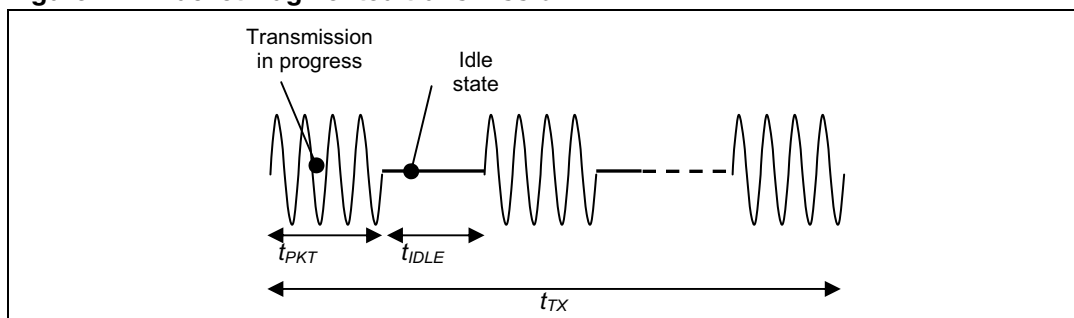 Transmission
in progress
Idle
state
tPKT
tIDLE
tTX